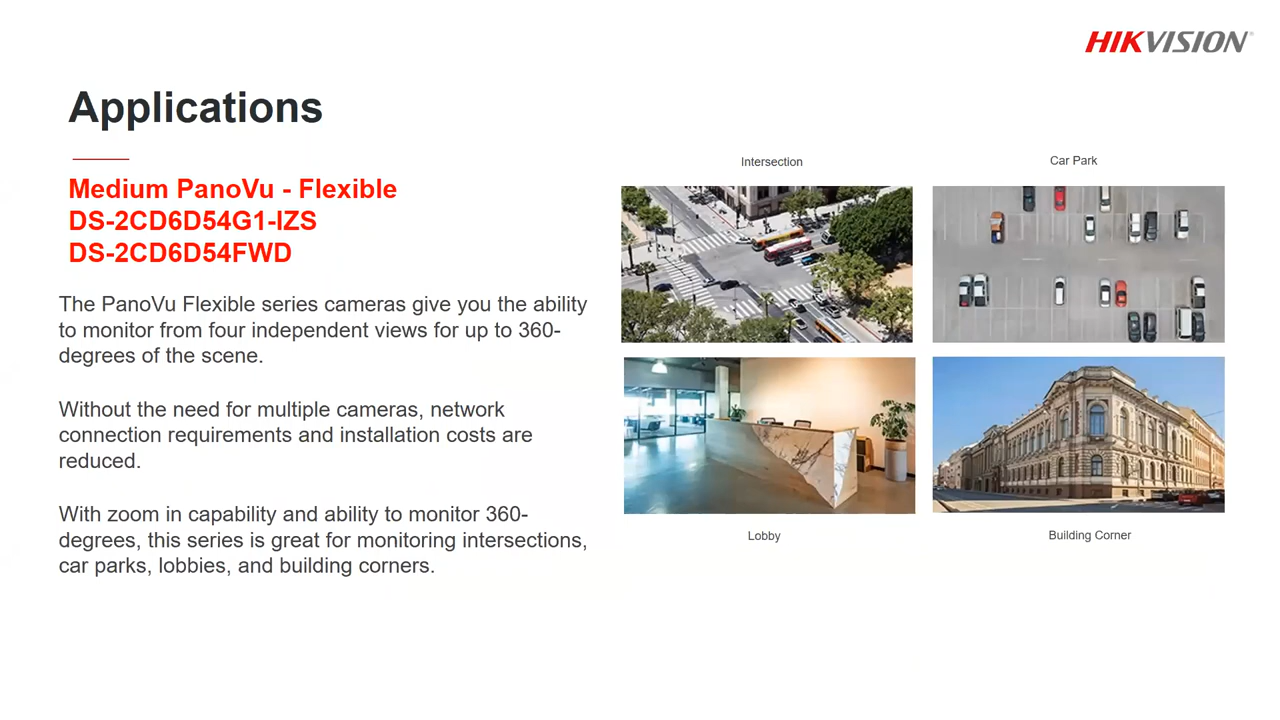 HIKVISION
Applications
Medium PanoVu - Flexible
DS-2CD6D54G1-IZS
DS-2CD6D54FWD
The PanoVu Flexible series cameras give you the ability
to monitor from four independent views for up to 360-
degrees of the scene.
Without the need for multiple cameras, network
connection requirements and installation costs are
reduced.
With zoom in capability and ability to monitor 360-
degrees, this series is great for monitoring intersections,
car parks, lobbies, and building corners.
Intersection
Car Park
Lobby
Building Corner